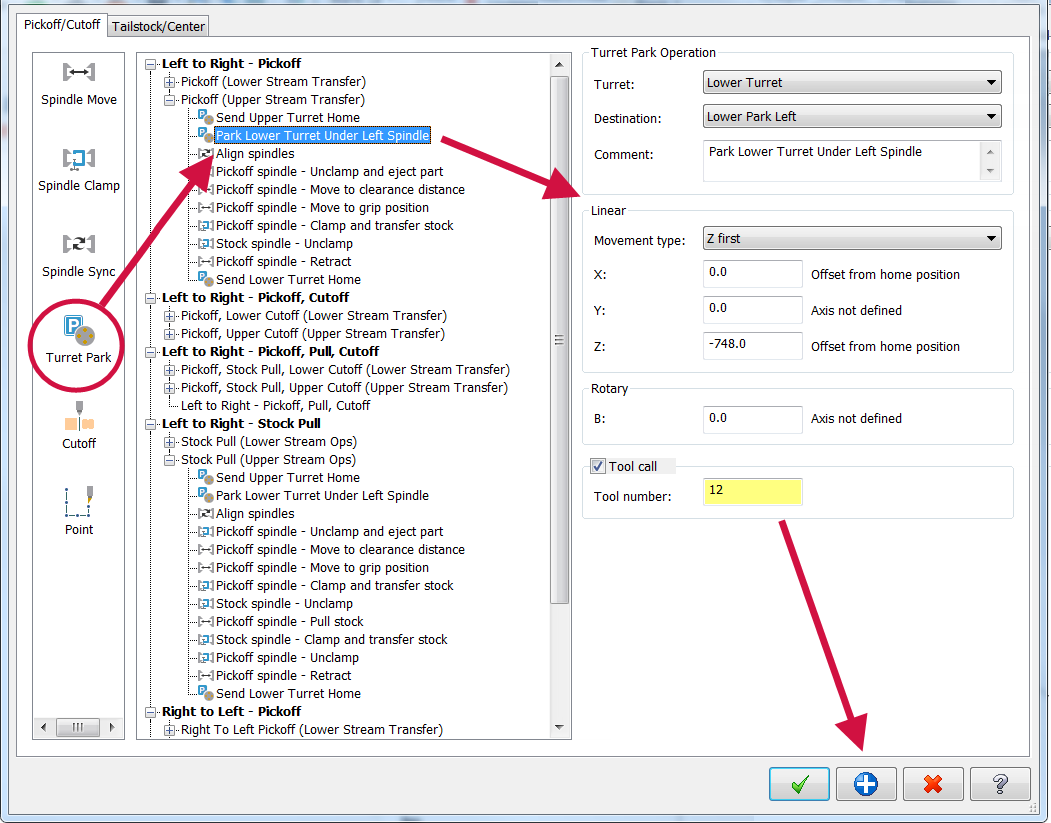 Pickoff/Cutoff
Tailstock/Center
Spindle Move
Spindle Clamp
Spindle Sync
Turret Park
Cutoff
Point
Left to Right - Pickoff
Pickoff (Lower Stream Transfer)
Pickoff (Upper Stream Transfer)
Send Upper Turret Home
Park Lower Turret Under Left Spindle
Align spindles
Pickoff spindle - Unclamp and eject part
Pickoff spindle - Move to clearance distance
Pickoff spindle - Move to grip position
Pickoff spindle - Clamp and transfer stock
Stock spindle - Unclamp
Pickoff spindle - Retract
Send Lower Turret Home
Left to Right - Pickoff, Cutoff
Pickoff, Lower Cutoff (Lower Stream Transfer)
Pickoff, Upper Cutoff (Upper Stream Transfer)
Left to Right - Pickoff, Pull, Cutoff
Pickoff, Stock Pull, Lower Cutoff (Lower Stream Transfer)
Pickoff, Stock Pull, Upper Cutoff (Upper Stream Transfer)
Left to Right - Pickoff, Pull, Cutoff
Left to Right - Stock Pull
Stock Pull (Lower Stream Ops)
Stock Pull (Upper Stream Ops)
Send Upper Turret Home
Park Lower Turret Under Left Spindle
Align spindles
Pickoff spindle - Unclamp and eject part
Pickoff spindle - Move to clearance distance
Pickoff spindle - Move to grip position
Pickoff spindle - Clamp and transfer stock
Stock spindle - Unclamp
Pickoff spindle - Pull stock
Stock spindle - Clamp and transfer stock
Pickoff spindle - Unclamp
Pickoff spindle - Retract
Send Lower Turret Home
Right to Left - Pickoff
Right To Left Pickoff (Lower Stream Transfer)
Turret Park Operation
Turret: Lower Turret
Destination: Lower Park Left
Comment: Park Lower Turret Under Left Spindle
Linear
Movement type: Z first
X: 0.0 Offset from home position
Y: 0.0 Axis not defined
Z: -748.0 Offset from home position
Rotary
B: 0.0 Axis not defined
Tool call
Tool number: 12